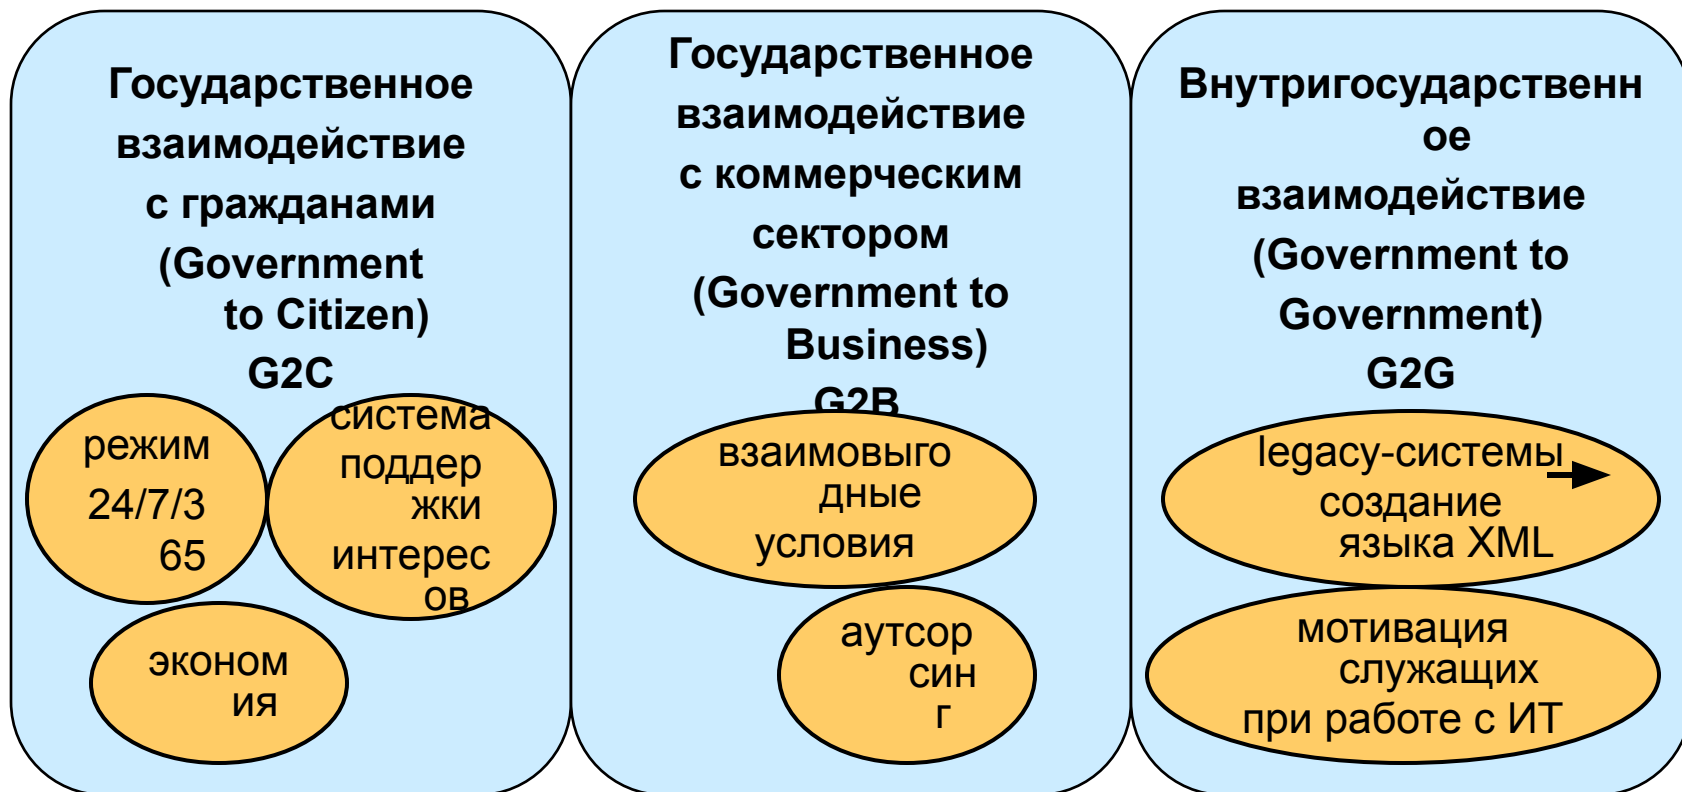 Государственное
взаимодействие
с гражданами
(Government
to Citizen)
G2C
режим
24/7/3
65
система
поддер
жки
интерес
ов
эконом
ия
Государственное
взаимодействие
с коммерческим
сектором
(Government to
Business)
G2B
взаимовыго
дные
условия
аутсор
син
г
Внутригосударственн
ое
взаимодействие
(Government to
Government)
G2G
legacy-системы
создание
языка XML
мотивация
служащих
при работе с ИТ